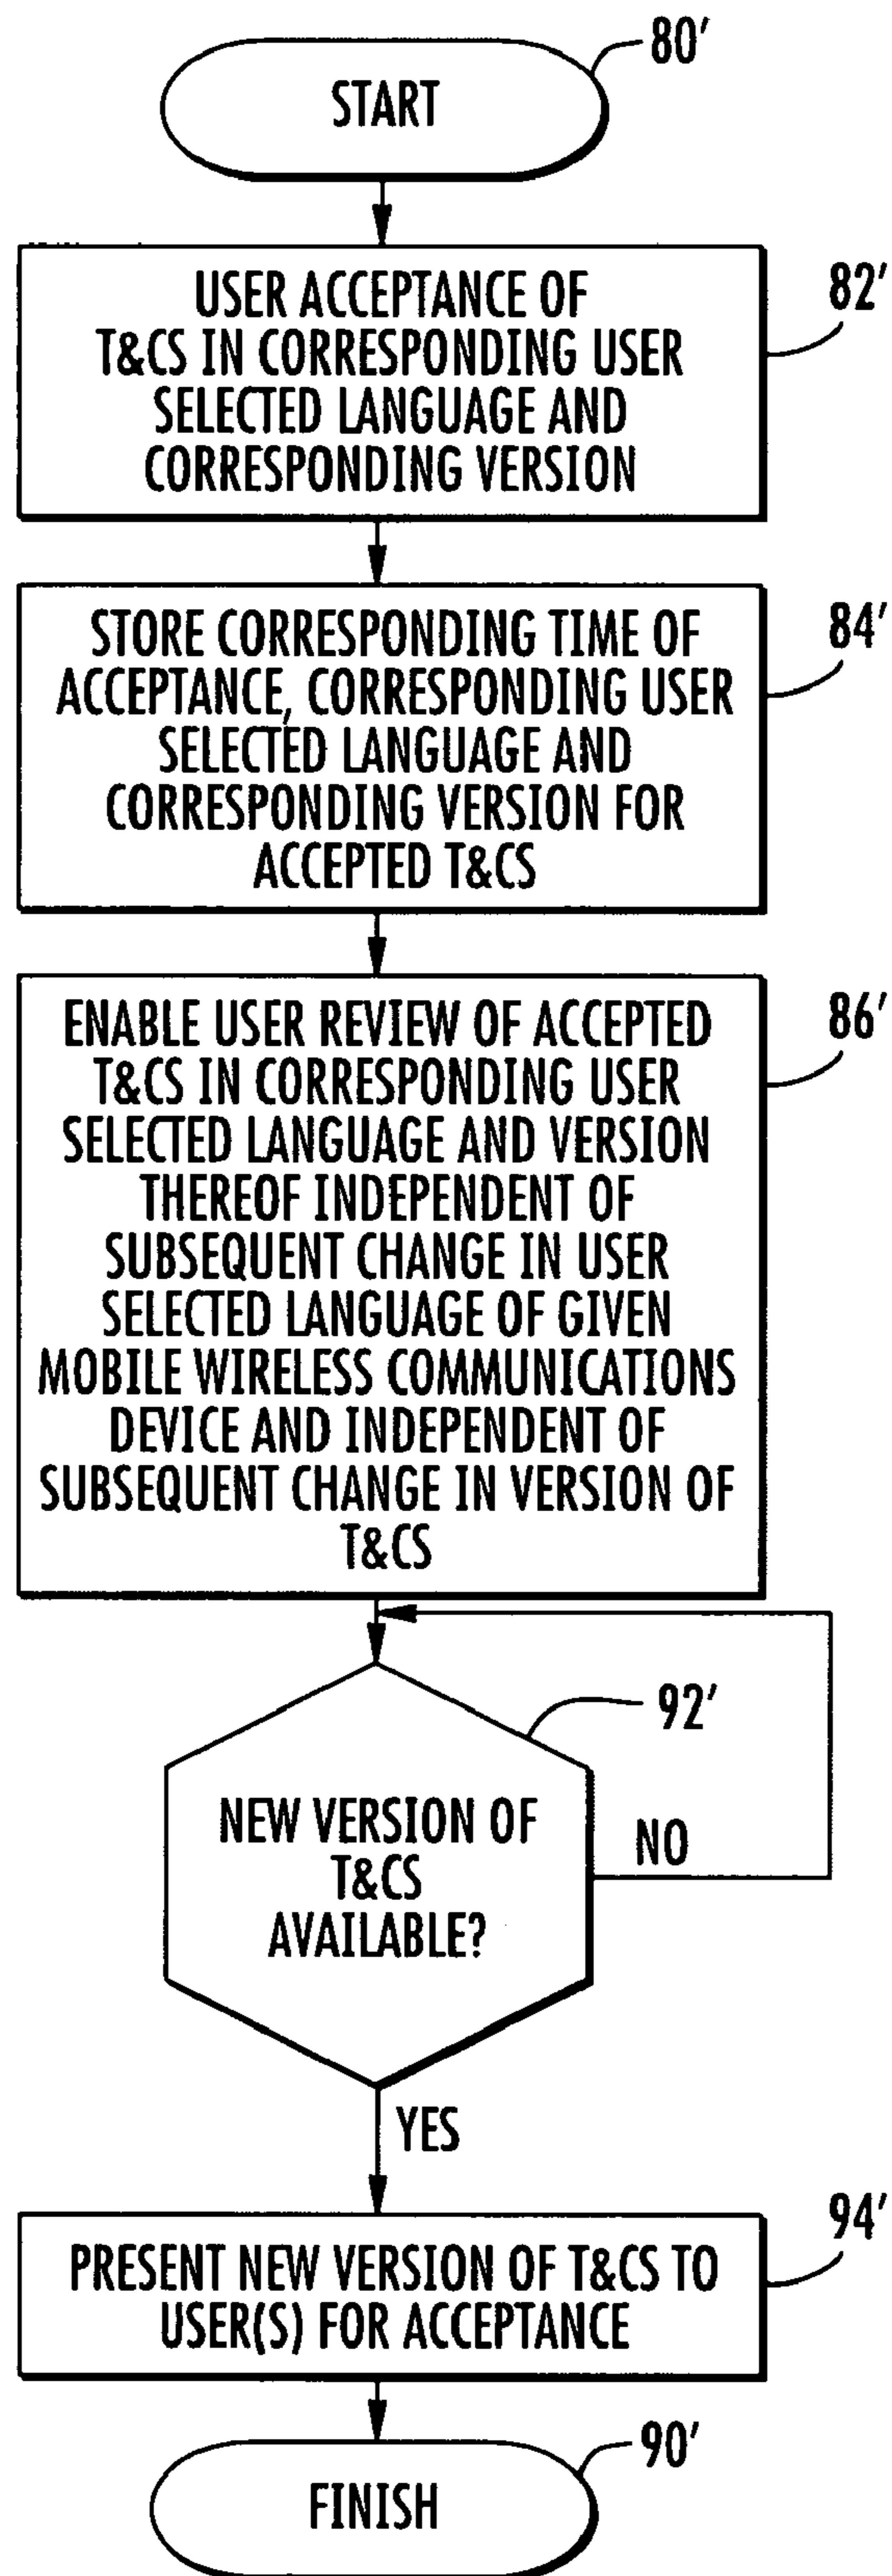 80'
START
82'
USER ACCEPTANCE OF
T&CS IN CORRESPONDING USER
SELECTED LANGUAGE AND
CORRESPONDING VERSION
84'
STORE CORRESPONDING TIME OF
ACCEPTANCE, CORRESPONDING USER
SELECTED LANGUAGE AND
CORRESPONDING VERSION FOR
ACCEPTED T&CS
86'
ENABLE USER REVIEW OF ACCEPTED
T&CS IN CORRESPONDING USER
SELECTED LANGUAGE AND VERSION
THEREOF INDEPENDENT OF
SUBSEQUENT CHANGE IN USER
SELECTED LANGUAGE OF GIVEN
MOBILE WIRELESS COMMUNICATIONS
DEVICE AND INDEPENDENT OF
SUBSEQUENT CHANGE IN VERSION OF
T&CS
92'
NEW VERSION OF
T&CS
AVAILABLE?
NO
YES
94'
PRESENT NEW VERSION OF T&CS TO
USER(S) FOR ACCEPTANCE
90'
FINISH